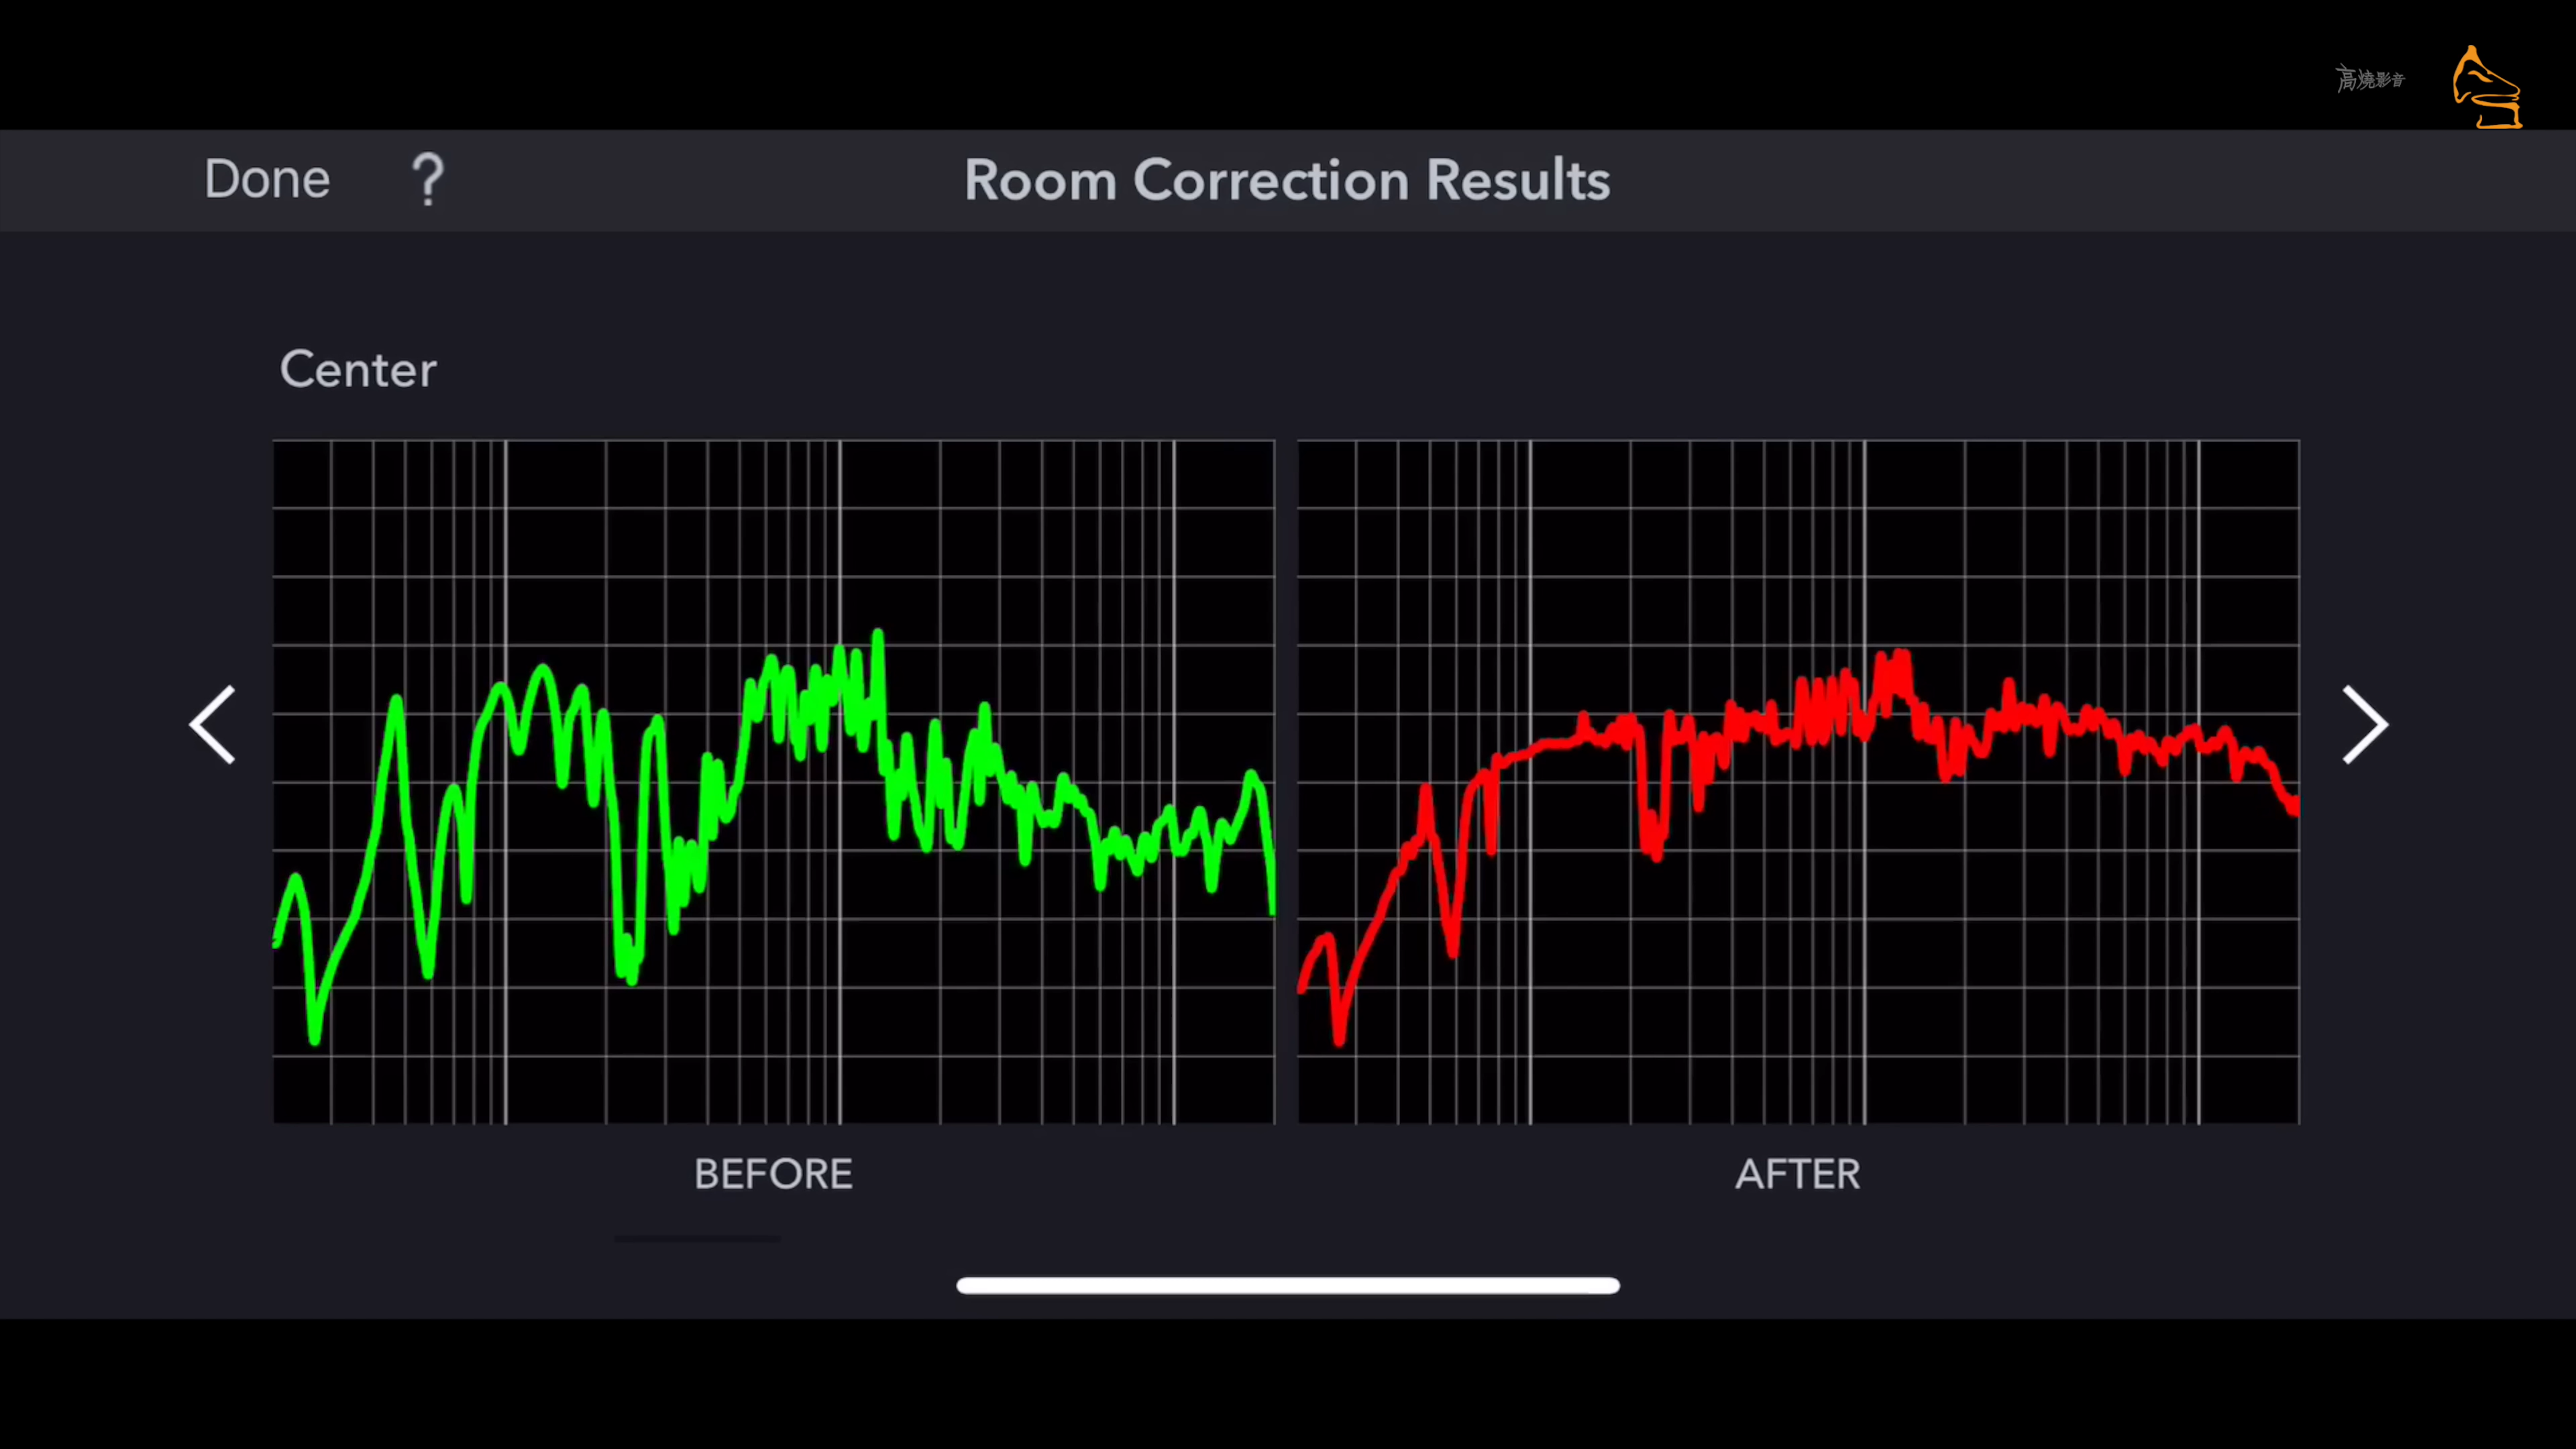 高燒影音
Done ? Room Correction Results
Center
BEFORE
AFTER